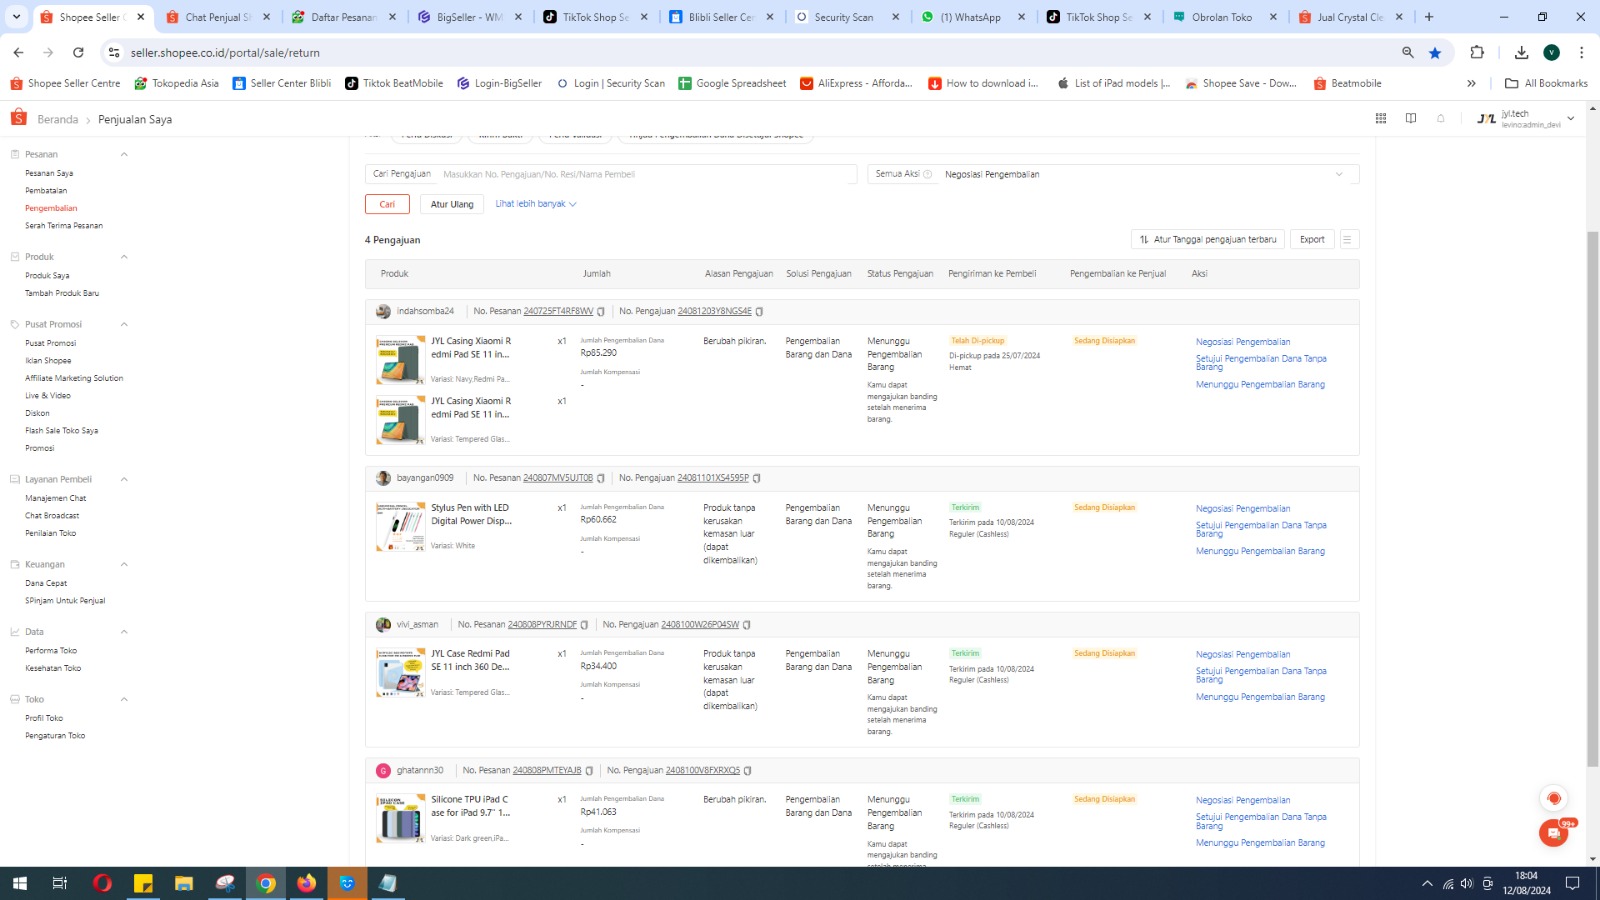 Shopee Seller C
Chat Penjual S
Daftar Pesanan
BigSeller - WM
TikTok Shop Se
Blibli Seller Ce
Security Scan
(1) WhatsApp
TikTok Shop Se
Obrolan Toko
Jual Crystal Cle
seller.shopee.co.id/portal/sale/return
Shopee Seller Centre
Tokopedia Asia
Seller Center Blibli
Tiktok BeatMobile
Login-BigSeller
Login | Security Scan
Google Spreadsheet
AliExpress - Afforda...
How to download i...
List of iPad models |...
Shopee Save - Dow...
Beatmobile
All Bookmarks
Beranda > Penjualan Saya
jyl.tech
levino:admin_devi
Pesanan
Pesanan Saya
Pembatalan
Pengembalian
Serah Terima Pesanan
Produk
Produk Saya
Tambah Produk Baru
Pusat Promosi
Pusat Promosi
Iklan Shopee
Affiliate Marketing Solution
Live & Video
Diskon
Flash Sale Toko Saya
Promosi
Layanan Pembeli
Manajemen Chat
Chat Broadcast
Penilaian Toko
Keuangan
Dana Cepat
SPinjam Untuk Penjual
Data
Performa Toko
Kesehatan Toko
Toko
Profil Toko
Pengaturan Toko
Cari Pengajuan Masukkan No. Pengajuan/No. Resi/Nama Pembeli
Semua Aksi Negosiasi Pengembalian
Cari
Atur Ulang
Lihat lebih banyak
4 Pengajuan
Atur Tanggal pengajuan terbaru
Export
Produk Jumlah Alasan Pengajuan Solusi Pengajuan Status Pengajuan Pengiriman ke Pembeli Pengembalian ke Penjual Aksi
indahsomba24 No. Pesanan 240725FT4RF8WV No. Pengajuan 24081203Y8NGS4E
JYL Casing Xiaomi R
edmi Pad SE 11 in...
Variasi: Navy,Redmi Pa...
x1
Jumlah Pengembalian Dana
Rp85.290
Jumlah Kompensasi
-
Berubah pikiran.
Pengembalian
Barang dan Dana
Menunggu
Pengembalian
Barang
Kamu dapat
mengajukan banding
setelah menerima
barang.
Telah Di-pickup
Di-pickup pada 25/07/2024
Hemat
Sedang Disiapkan
Negosiasi Pengembalian
Setujui Pengembalian Dana Tanpa
Barang
Menunggu Pengembalian Barang
JYL Casing Xiaomi R
edmi Pad SE 11 in...
Variasi: Tempered Glas...
x1
bayangan0909 No. Pesanan 240807MV5UJT0B No. Pengajuan 24081101XS4595P
Stylus Pen with LED
Digital Power Disp...
Variasi: White
x1
Jumlah Pengembalian Dana
Rp60.662
Jumlah Kompensasi
-
Produk tanpa
kerusakan
kemasan luar
(dapat
dikembalikan)
Pengembalian
Barang dan Dana
Menunggu
Pengembalian
Barang
Kamu dapat
mengajukan banding
setelah menerima
barang.
Terkirim
Terkirim pada 10/08/2024
Reguler (Cashless)
Sedang Disiapkan
Negosiasi Pengembalian
Setujui Pengembalian Dana Tanpa
Barang
Menunggu Pengembalian Barang
vivi_asman No. Pesanan 240808PYRJRNDF No. Pengajuan 2408100W26P04SW
JYL Case Redmi Pad
SE 11 inch 360 De...
Variasi: Tempered Glas...
x1
Jumlah Pengembalian Dana
Rp34.400
Jumlah Kompensasi
-
Produk tanpa
kerusakan
kemasan luar
(dapat
dikembalikan)
Pengembalian
Barang dan Dana
Menunggu
Pengembalian
Barang
Kamu dapat
mengajukan banding
setelah menerima
barang.
Terkirim
Terkirim pada 10/08/2024
Reguler (Cashless)
Sedang Disiapkan
Negosiasi Pengembalian
Setujui Pengembalian Dana Tanpa
Barang
Menunggu Pengembalian Barang
ghatannn30 No. Pesanan 240808PMTEYAJB No. Pengajuan 2408100V8FXRXQ5
Silicone TPU iPad C
ase for iPad 9.7" 1...
Variasi: Dark green,iPa...
x1
Jumlah Pengembalian Dana
Rp41.063
Jumlah Kompensasi
-
Berubah pikiran.
Pengembalian
Barang dan Dana
Menunggu
Pengembalian
Barang
Kamu dapat
mengajukan banding
Terkirim
Terkirim pada 10/08/2024
Reguler (Cashless)
Sedang Disiapkan
Negosiasi Pengembalian
Setujui Pengembalian Dana Tanpa
Barang
Menunggu Pengembalian Barang
99+
18:04
12/08/2024